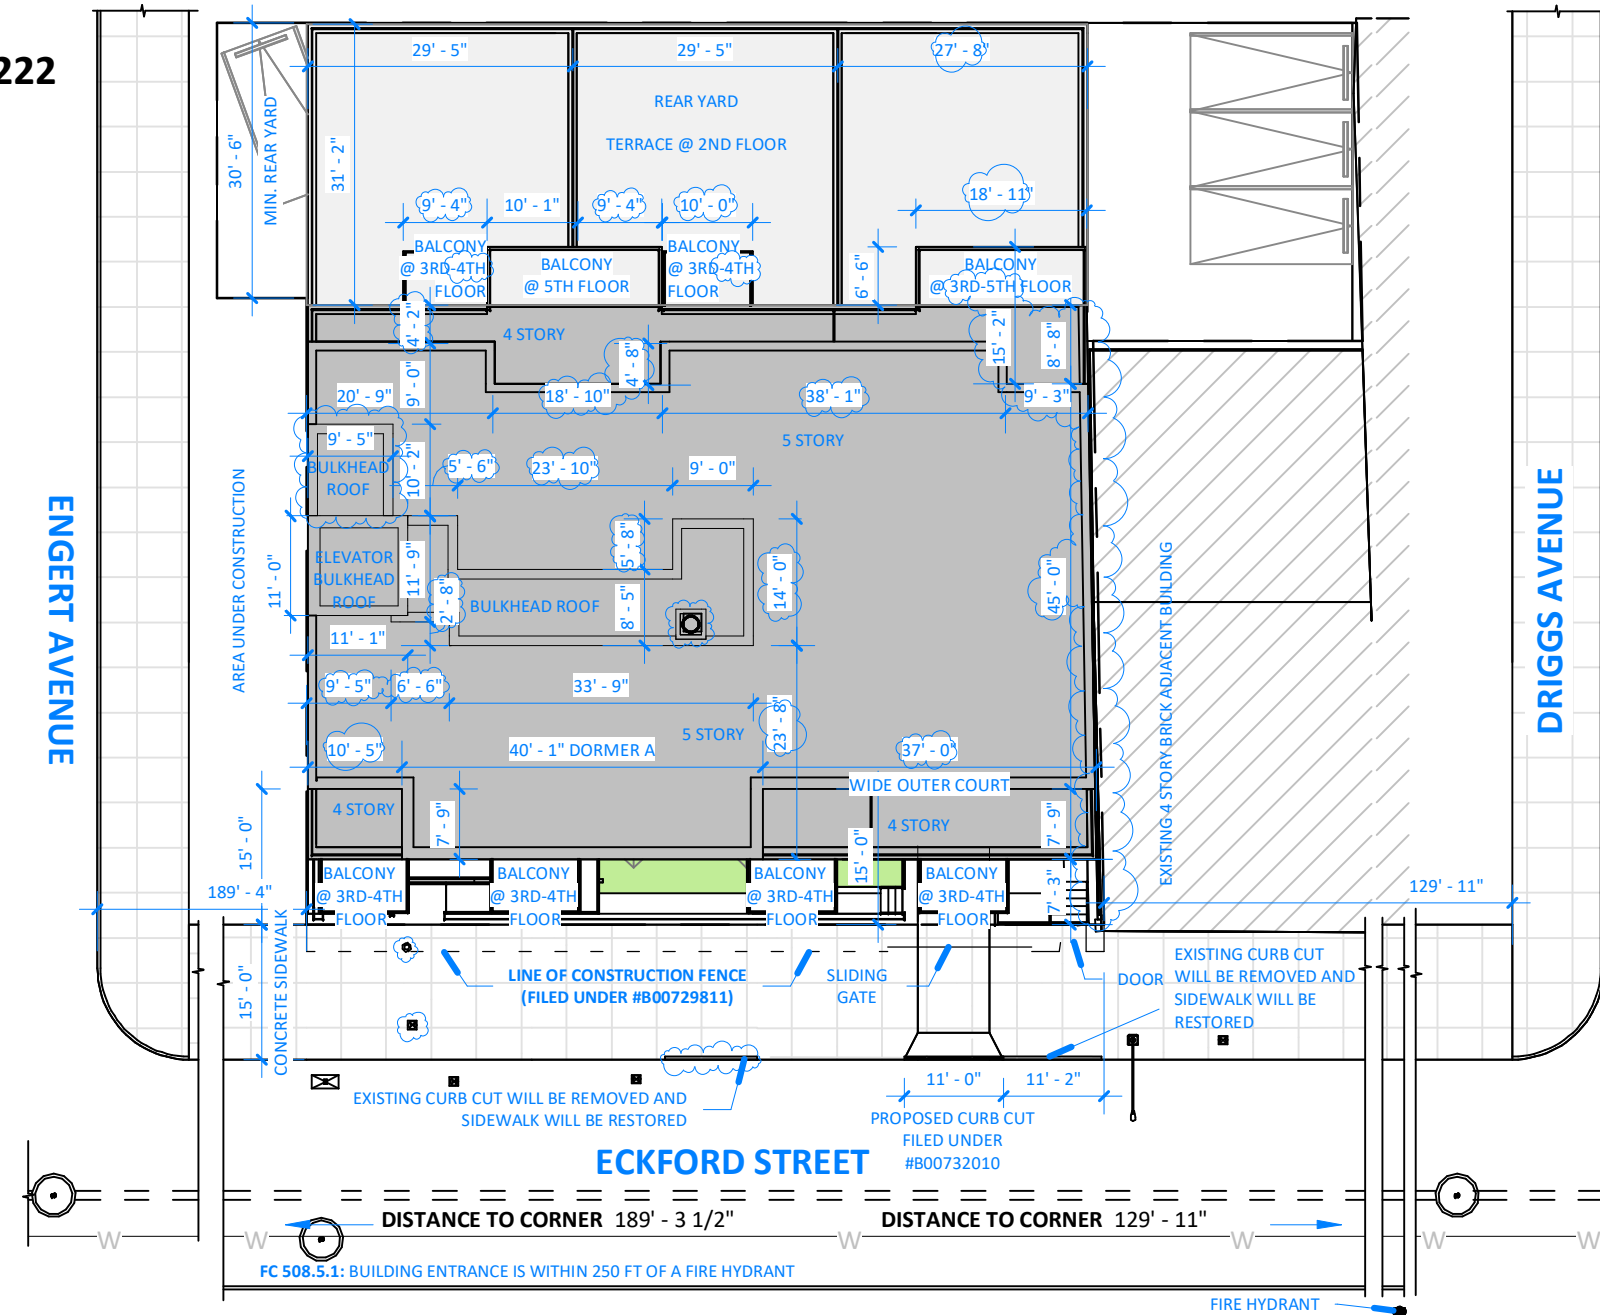 222
29' - 5"
29' - 5"
27' - 8"
REAR YARD
TERRACE @ 2ND FLOOR
30' - 6"
MIN. REAR YARD
31' - 2"
18' - 11"
9' - 4"
10' - 1"
9' - 4"
10' - 0"
BALCONY
@ 3RD-4TH
FLOOR
BALCONY
@ 5TH FLOOR
BALCONY
@ 3RD-4TH
FLOOR
6' - 6"
BALCONY
@ 3RD-5TH FLOOR
4' - 2"
4 STORY
15' - 2"
8' - 8"
4' - 8"
20' - 9"
9' - 0"
18' - 10"
38' - 1"
9' - 3"
5 STORY
9' - 5"
BULKHEAD
ROOF
10' - 2"
5' - 6"
23' - 10"
9' - 0"
AREA UNDER CONSTRUCTION
11' - 0"
ELEVATOR
BULKHEAD
ROOF
11' - 9"
2' - 8"
BULKHEAD ROOF
5' - 8"
8' - 5"
14' - 0"
45' - 0"
11' - 1"
9' - 5"
6' - 6"
33' - 9"
23' - 8"
5 STORY
10' - 5"
40' - 1" DORMER A
37' - 0"
WIDE OUTER COURT
4 STORY
7' - 9"
15' - 0"
4 STORY
7' - 9"
15' - 0"
BALCONY
@ 3RD-4TH
FLOOR
BALCONY
@ 3RD-4TH
FLOOR
BALCONY
@ 3RD-4TH
FLOOR
BALCONY
@ 3RD-4TH
FLOOR
7' - 3"
189' - 4"
129' - 11"
EXISTING 4 STORY BRICK ADJACENT BUILDING
ENGERT AVENUE
DRIGGS AVENUE
15' - 0"
CONCRETE SIDEWALK
LINE OF CONSTRUCTION FENCE
(FILED UNDER #B00729811)
SLIDING
GATE
DOOR
EXISTING CURB CUT
WILL BE REMOVED AND
SIDEWALK WILL BE
RESTORED
11' - 0"
11' - 2"
EXISTING CURB CUT WILL BE REMOVED AND
SIDEWALK WILL BE RESTORED
PROPOSED CURB CUT
FILED UNDER
#B00732010
ECKFORD STREET
DISTANCE TO CORNER 189' - 3 1/2"
DISTANCE TO CORNER 129' - 11"
W
W
W
W
W
W
FC 508.5.1: BUILDING ENTRANCE IS WITHIN 250 FT OF A FIRE HYDRANT
FIRE HYDRANT